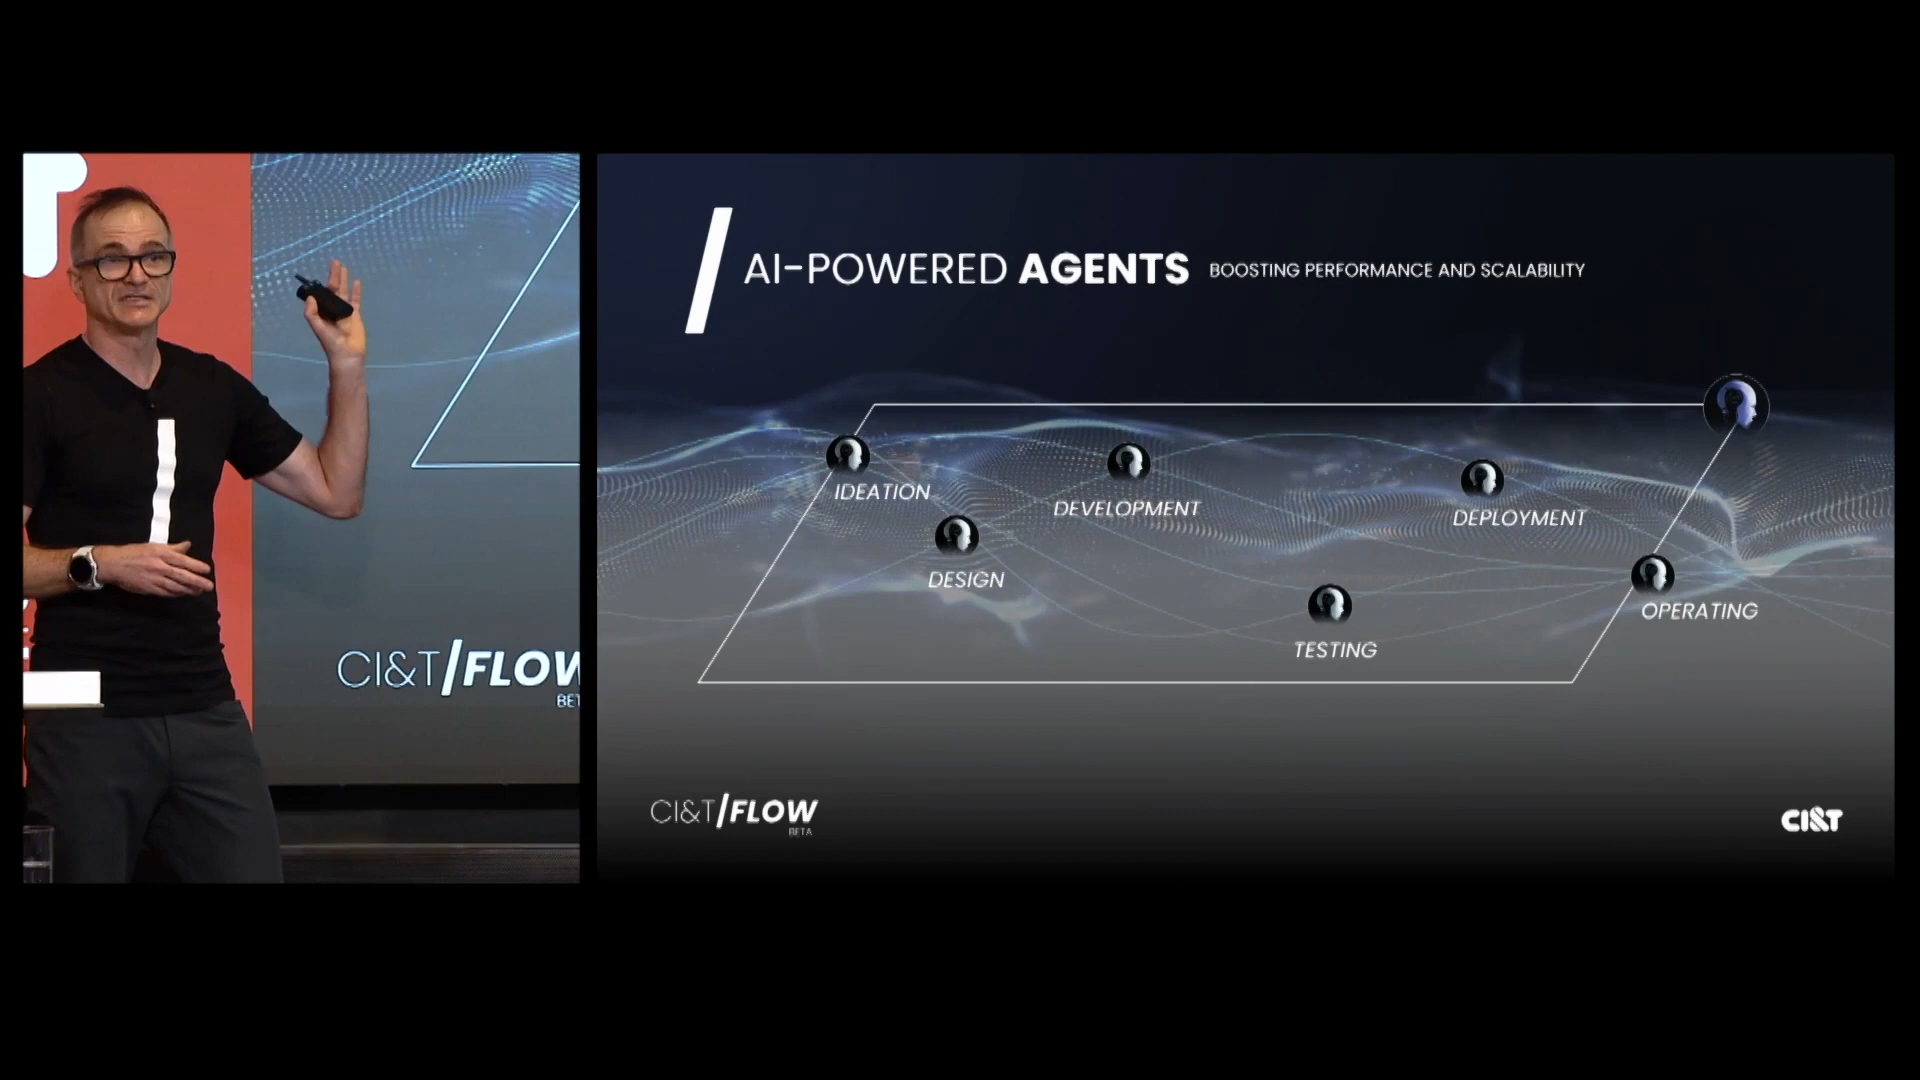 AI-POWERED AGENTS BOOSTING PERFORMANCE AND SCALABILITY
IDEATION
DEVELOPMENT
DEPLOYMENT
DESIGN
OPERATING
TESTING
CI&T/FLOW
BETA
CI&T
CI&T/FLOW
BET